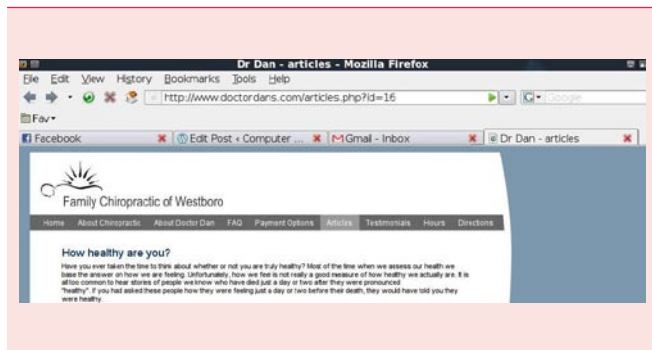 Dr Dan - articles - Mozilla Firefox
File Edit View History Bookmarks Tools Help
http://www.doctordans.com/articles.php?id=16 Google
Fav
Facebook Edit Post ‹ Computer ... Gmail - Inbox Dr Dan - articles
Family Chiropractic of Westboro
Home About Chiropractic About Doctor Dan FAQ Payment Options Articles Testimonials Hours Directions
How healthy are you?
Have you ever taken the time to think about whether or not you are truly healthy? Most of the time when we assess our health we
base the answer on how we are feeling. Unfortunately, how we feel is not really a good measure of how healthy we actually are. It is
all too common to hear stories of people we know who have died just a day or two after they were pronounced
"healthy". If you had asked these people how they were feeling just a day or two before their death, they would have told you they
were healthy.